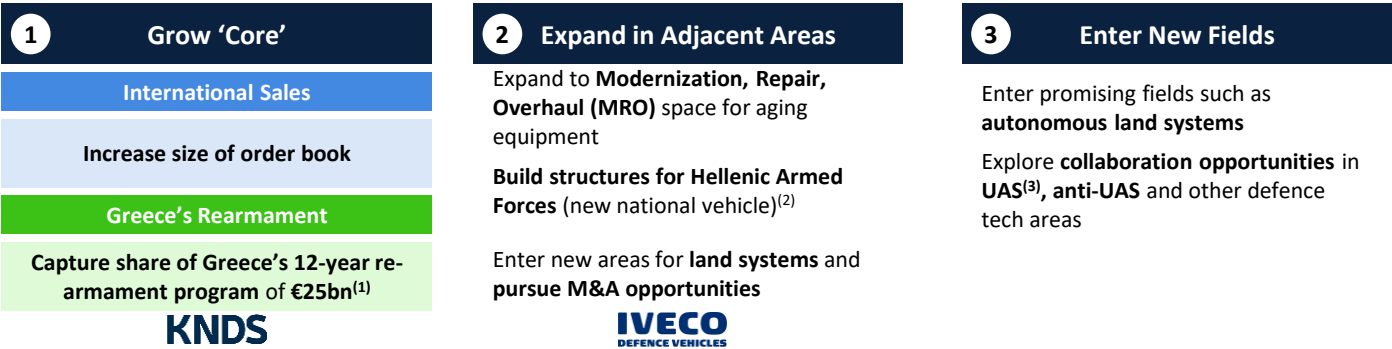 1
Grow ‘Core’
International Sales
Increase size of order book
Greece’s Rearmament
Capture share of Greece’s 12-year re-
armament program of €25bn(1)
KNDS
2
Expand in Adjacent Areas
Expand to Modernization, Repair,
Overhaul (MRO) space for aging
equipment
Build structures for Hellenic Armed
Forces (new national vehicle)(2)
Enter new areas for land systems and
pursue M&A opportunities
IVECO
DEFENCE VEHICLES
3
Enter New Fields
Enter promising fields such as
autonomous land systems
Explore collaboration opportunities in
UAS(3), anti-UAS and other defence
tech areas